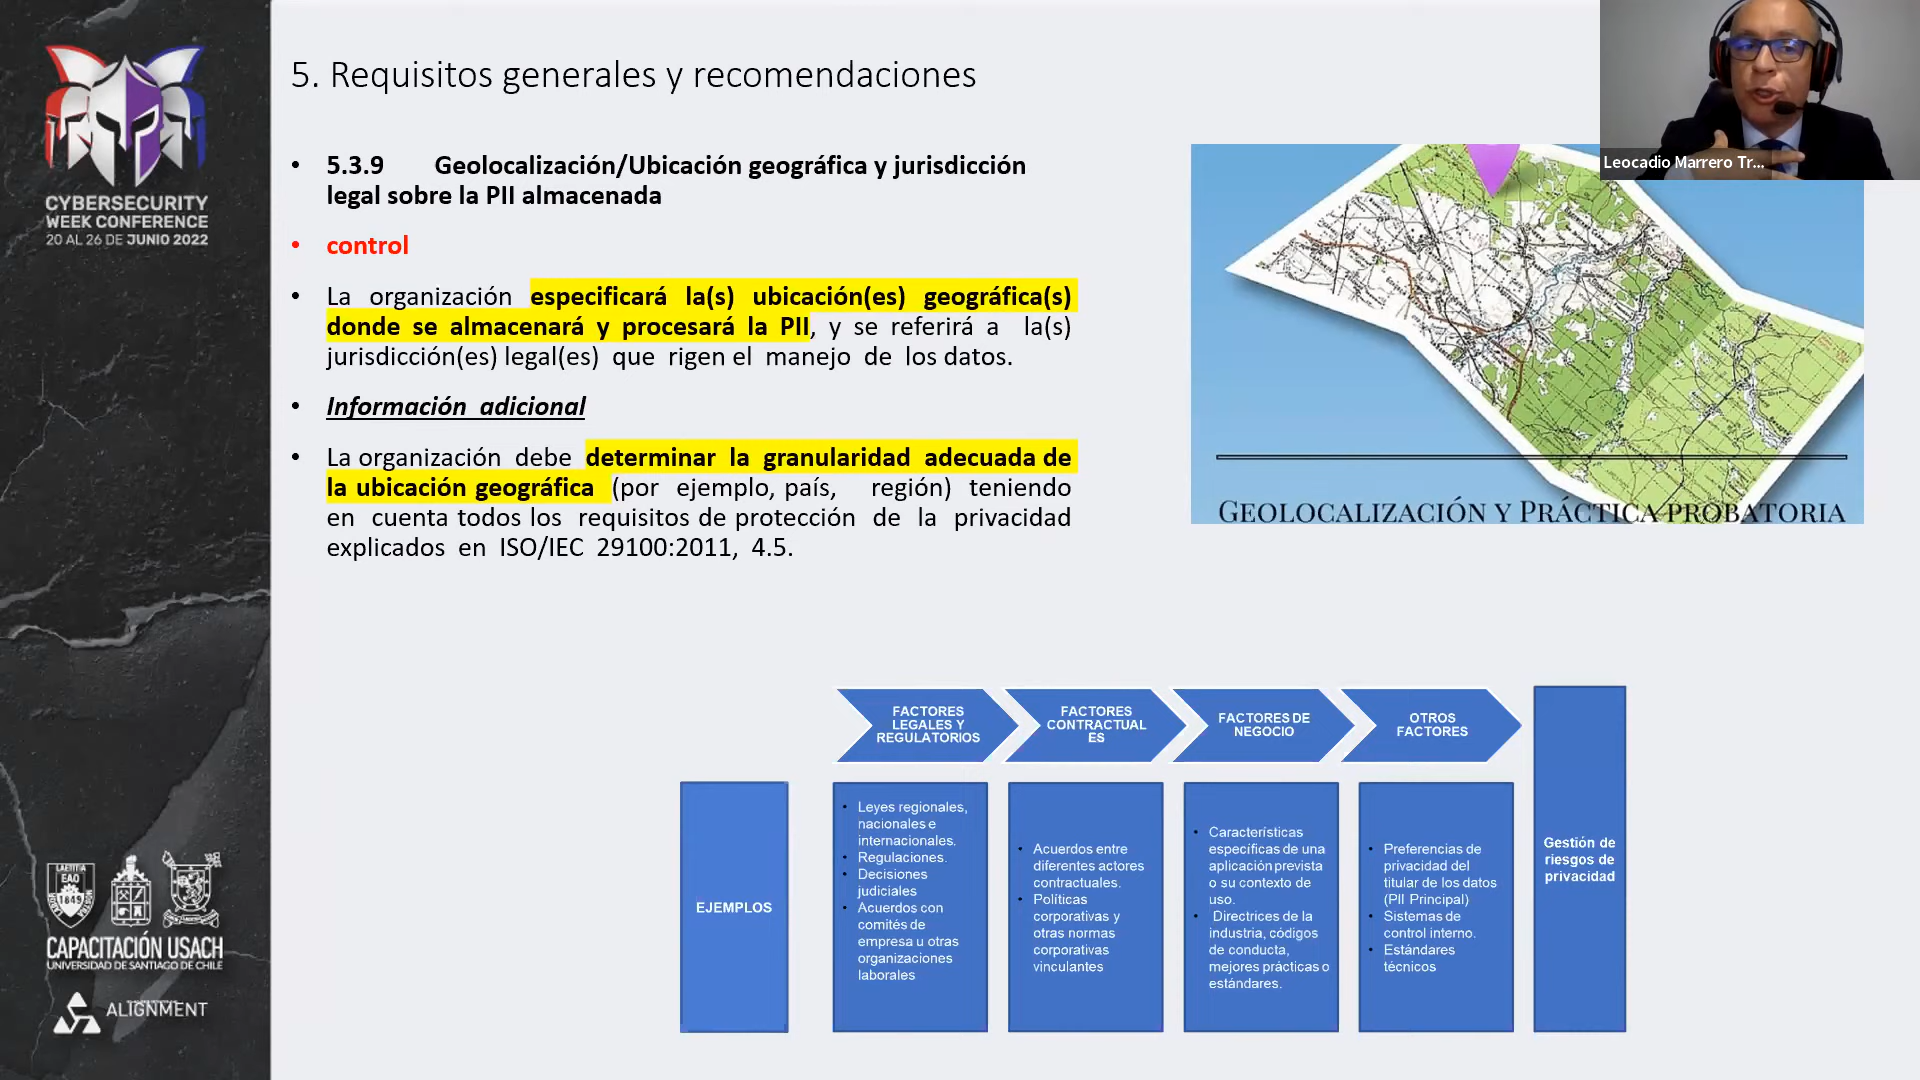 CYBERSECURITY
WEEK CONFERENCE
20 AL 26 DE JUNIO 2022
5. Requisitos generales y recomendaciones
• 5.3.9 Geolocalización/Ubicación geográfica y jurisdicción
legal sobre la PII almacenada
• control
• La organización especificará la(s) ubicación(es) geográfica(s)
donde se almacenará y procesará la PII, y se referirá a la(s)
jurisdicción(es) legal(es) que rigen el manejo de los datos.
• Información adicional
• La organización debe determinar la granularidad adecuada de
la ubicación geográfica (por ejemplo, país, región) teniendo
en cuenta todos los requisitos de protección de la privacidad
explicados en ISO/IEC 29100:2011, 4.5.
Leocadio Marrero Tr...
GEOLOCALIZACIÓN Y PRÁCTICA PROBATORIA
FACTORES
LEGALES Y
REGULATORIOS
FACTORES
CONTRACTUAL
ES
FACTORES DE
NEGOCIO
OTROS
FACTORES
EJEMPLOS
• Leyes regionales,
nacionales e
internacionales.
• Regulaciones.
• Decisiones
judiciales
• Acuerdos con
comités de
empresa u otras
organizaciones
laborales
• Acuerdos entre
diferentes actores
contractuales.
• Políticas
corporativas y
otras normas
corporativas
vinculantes
• Características
específicas de una
aplicación prevista
o su contexto de
uso.
• Directrices de la
industria, códigos
de conducta,
mejores prácticas o
estándares.
• Preferencias de
privacidad del
titular de los datos
(PII Principal)
• Sistemas de
control interno.
• Estándares
técnicos
Gestión de
riesgos de
privacidad
LAETITIA
EAO
1849
CAPACITACIÓN USACH
UNIVERSIDAD DE SANTIAGO DE CHILE
ALIGNMENT